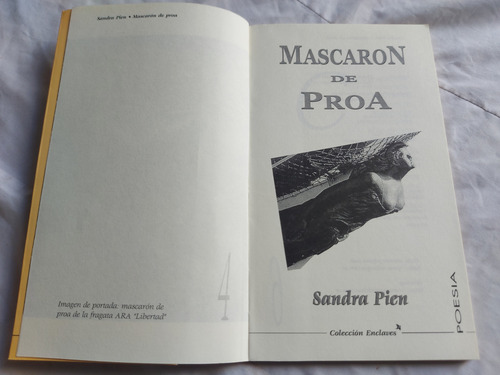 Sandra Pien • Mascarón de proa
Imagen de portada: mascarón de
proa de la fragata ARA "Libertad"
MASCARON
DE
PROA
Sandra Pien
Colección Enclaves
POESIA